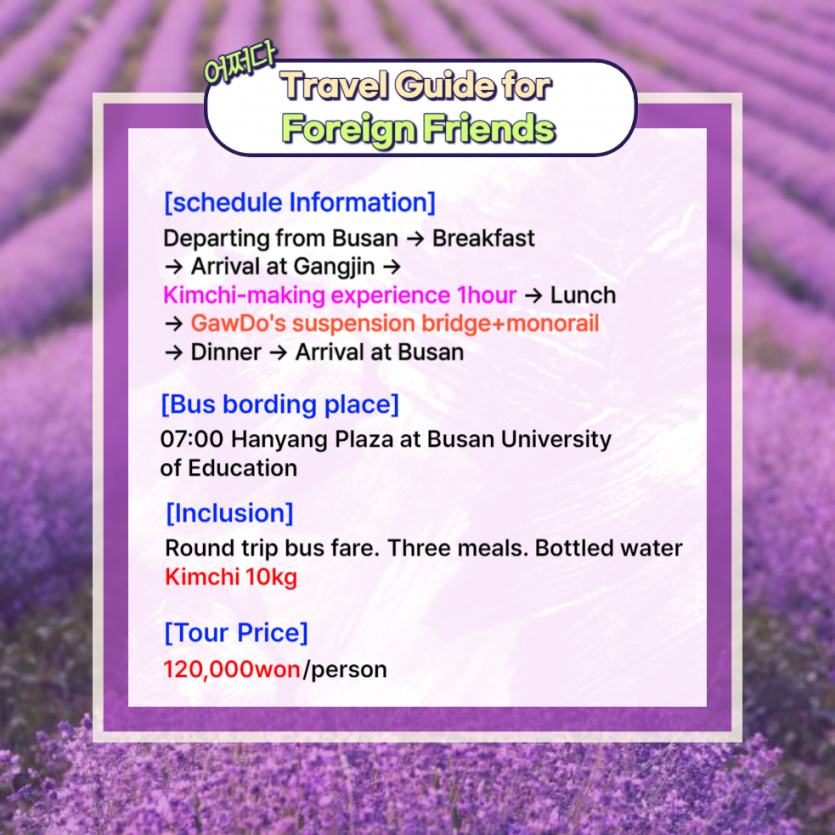 어쩌다
Travel Guide for
Foreign Friends
[schedule Information]
Departing from Busan → Breakfast
→ Arrival at Gangjin →
Kimchi-making experience 1hour → Lunch
→ GawDo's suspension bridge+monorail
→ Dinner → Arrival at Busan
[Bus bording place]
07:00 Hanyang Plaza at Busan University
of Education
[Inclusion]
Round trip bus fare. Three meals. Bottled water
Kimchi 10kg
[Tour Price]
120,000won/person